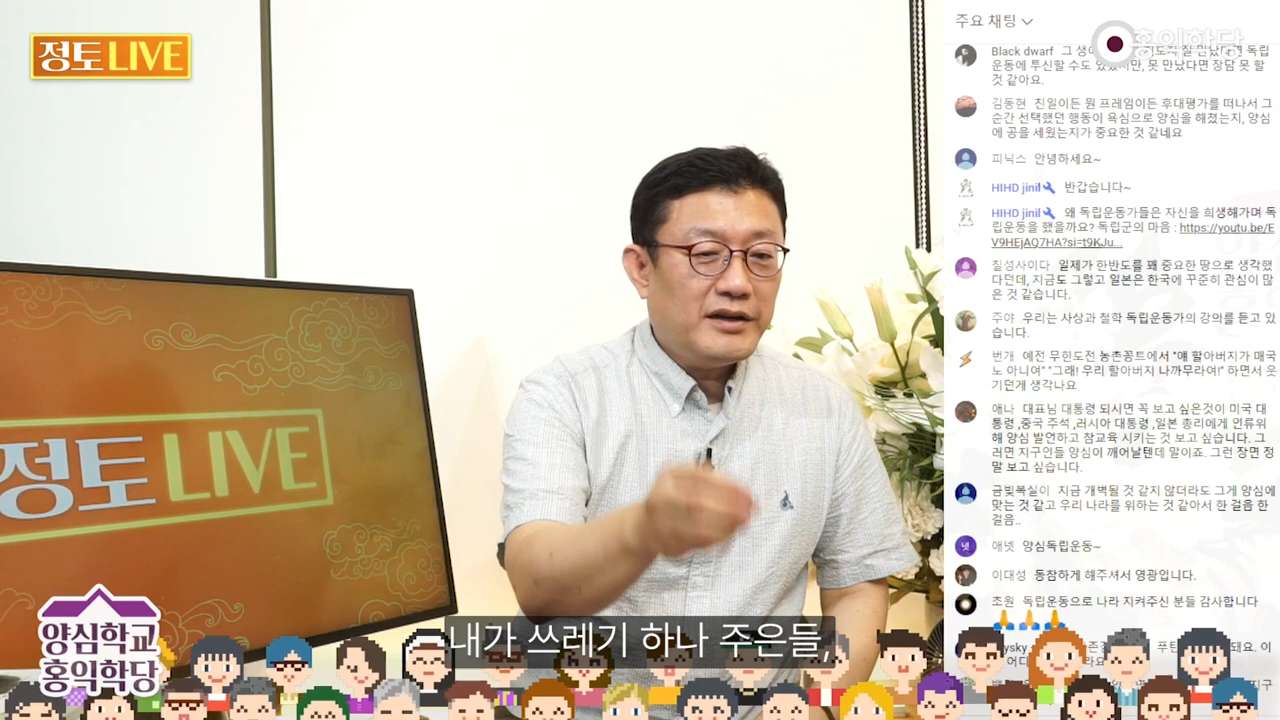 정토 LIVE
정토 LIVE
양심학교
홍익학당
내가 쓰레기 하나 주은들,
주요 채팅
홍익학당
Black dwarf 그 생
잘 만났다면 독립
운동에 투신할 수도 있었지만, 못 만났다면 장담 못 할
것 같아요.
김동현 친일이든 뭔 프레임이든 후대평가를 떠나서 그
순간 선택했던 행동이 욕심으로 양심을 해쳤는지, 양심
에 공을 세웠는지가 중요한 것 같네요
피닉스 안녕하세요~
HIHD jinil 반갑습니다~
HIHD jinil 왜 독립운동가들은 자신을 희생해가며 독
립운동을 했을까요? 독립군의 마음 : https://youtu.be/E
V9HEjAQ7HA?si=t9KJu...
칠성사이다 일제가 한반도를 꽤 중요한 땅으로 생각했
다던데, 지금도 그렇고 일본은 한국에 꾸준히 관심이 많
은 것 같습니다.
주야 우리는 사상과 철학 독립운동가의 강의를 듣고 있
습니다.
번개 예전 무한도전 농촌꽁트에서 "얘 할아버지가 매국
노 아니여" "그래! 우리 할아버지 나까무라여!" 하면서 웃
기던게 생각나요
애나 대표님 대통령 되시면 꼭 보고 싶은것이 미국 대
통령 ,중국 주석 ,러시아 대통령 ,일본 총리에게 인류위
해 양심 발언하고 참교육 시키는 것 보고 싶습니다. 그
러면 지구인들 양심이 깨어날텐데 말이죠. 그런 장면 정
말 보고 싶습니다.
금빛복실이 지금 개벽될 것 같지 않더라도 그게 양심에
맞는 것 같고 우리 나라를 위하는 것 같아서 한 걸음 한
걸음..
넷
애넷 양심독립운동~
이대성 동참하게 해주셔서 영광입니다.
초원 독립운동으로 나라 지켜주신 분들 감사합니다